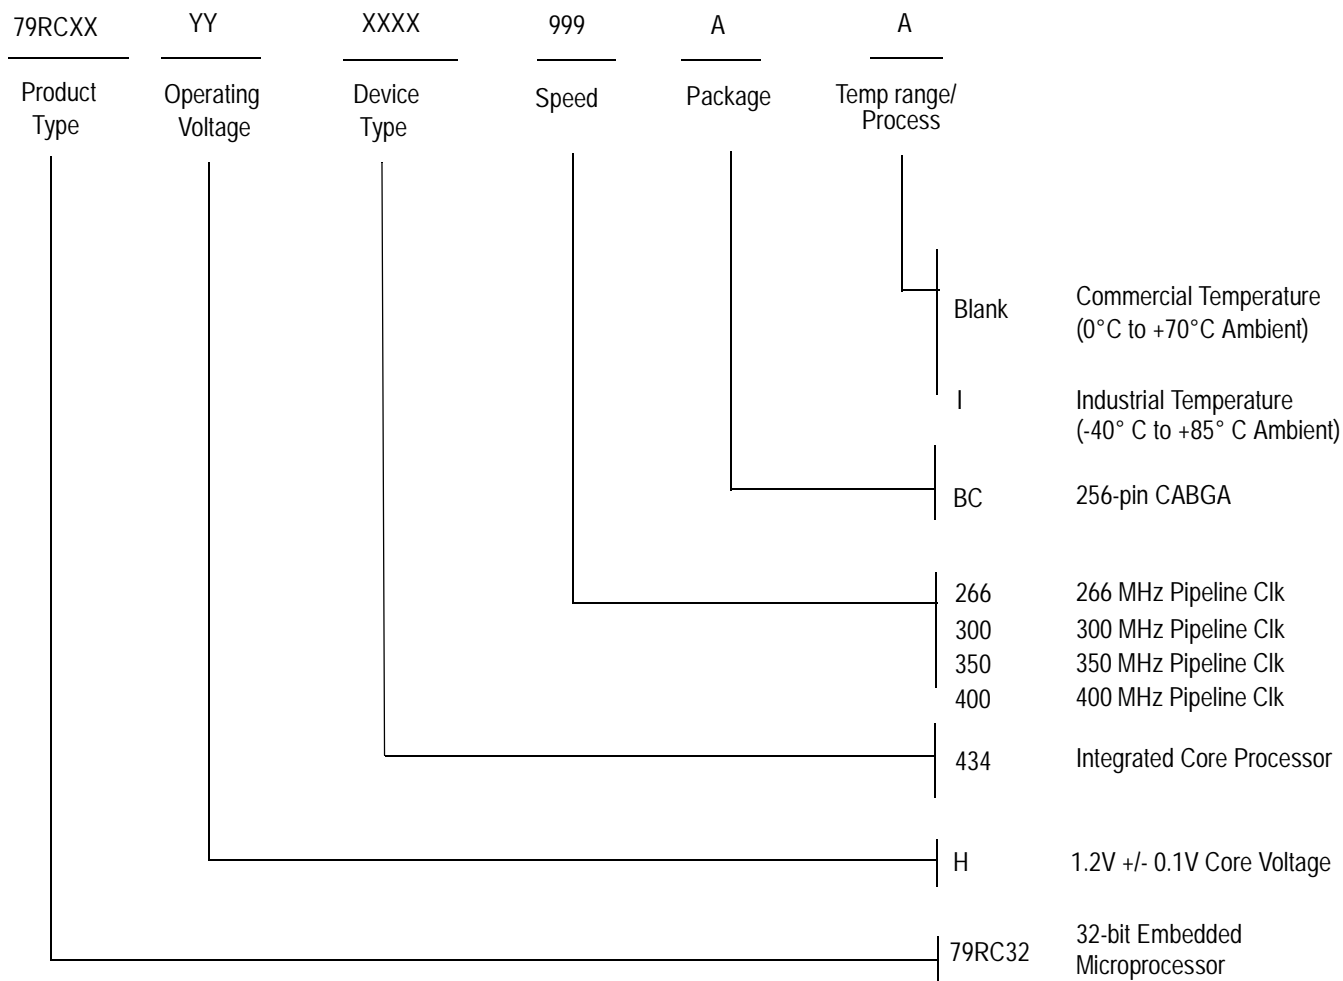 79RCXX YY XXXX 999 A A
Product Type
Operating Voltage
Device Type
Speed
Package
Temp range/
Process
Blank
Commercial Temperature
(0°C to +70°C Ambient)
I
Industrial Temperature
(-40° C to +85° C Ambient)
BC 256-pin CABGA
266 266 MHz Pipeline Clk
300 300 MHz Pipeline Clk
350 350 MHz Pipeline Clk
400 400 MHz Pipeline Clk
434 Integrated Core Processor
H 1.2V +/- 0.1V Core Voltage
79RC32
32-bit Embedded
Microprocessor